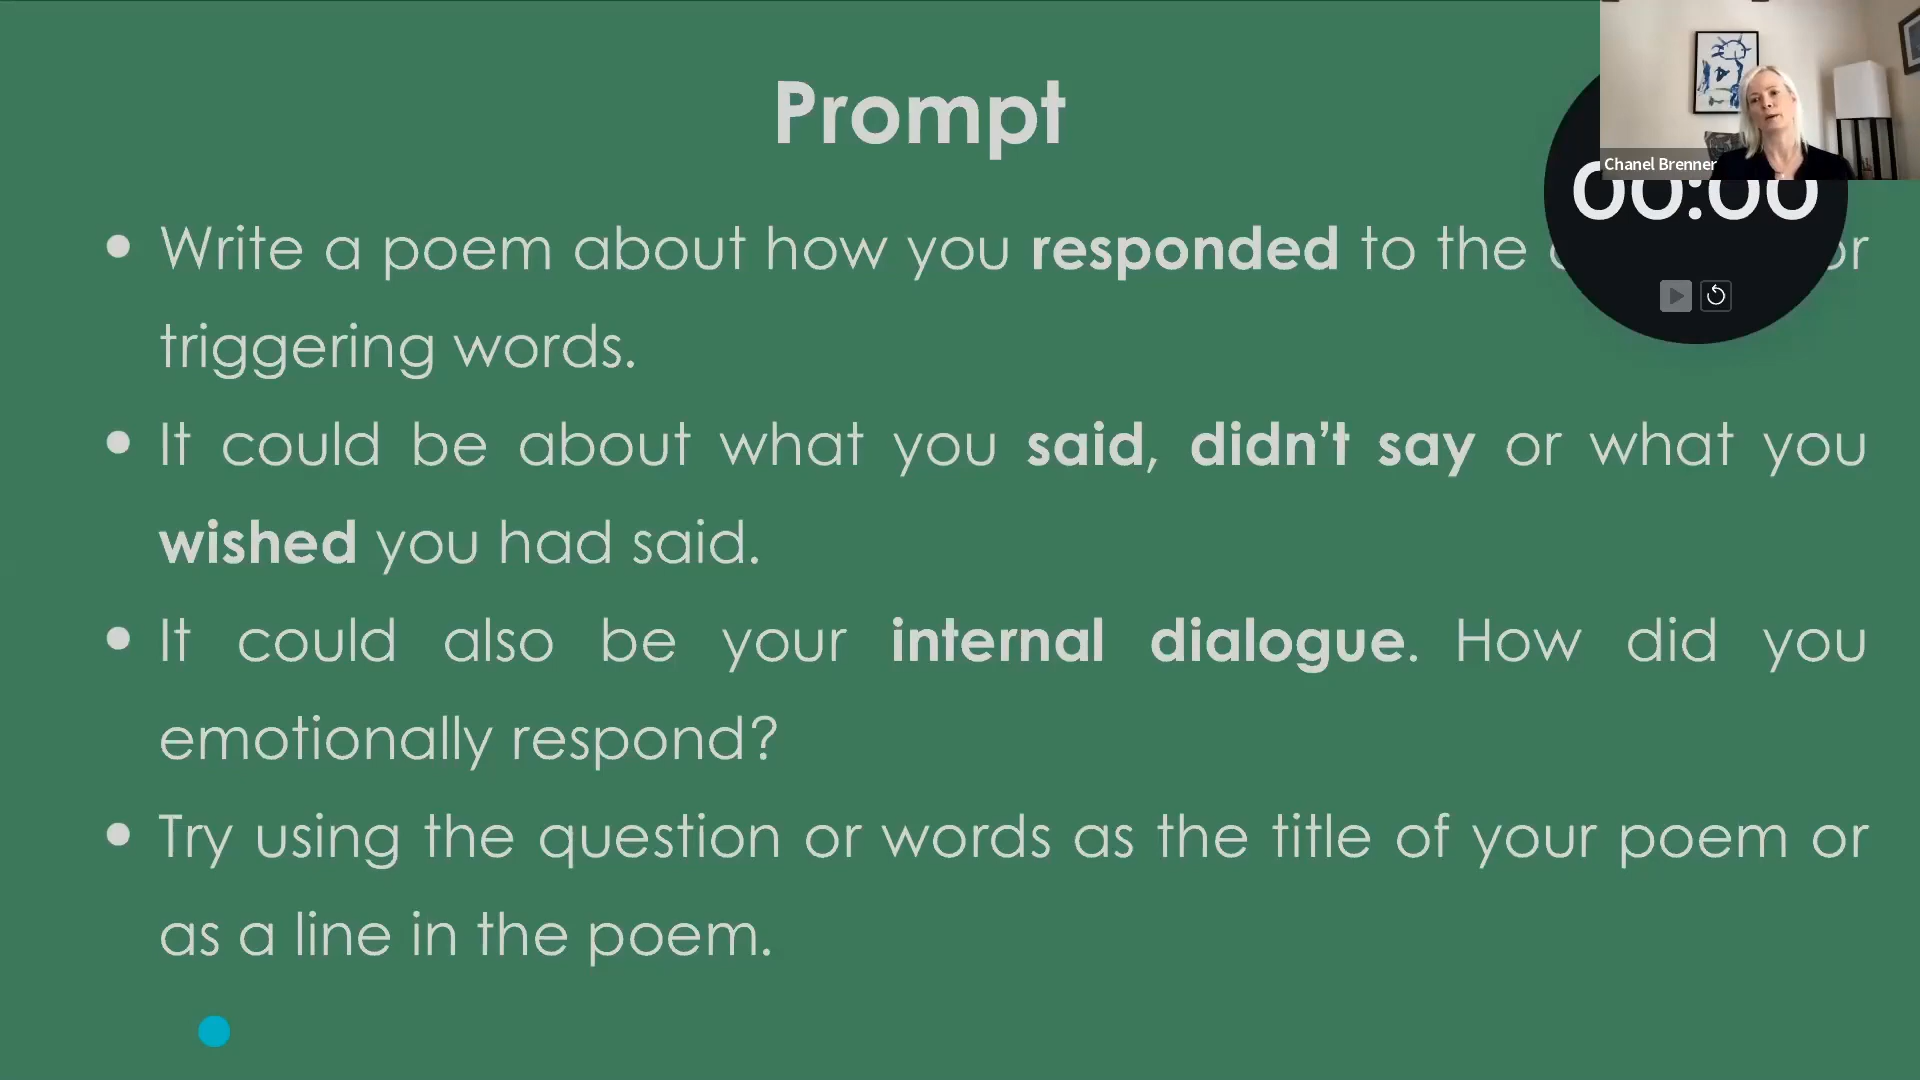 Prompt
Chanel Brenner
00:00
• Write a poem about how you responded to the or
triggering words.
• It could be about what you said, didn’t say or what you
wished you had said.
• It could also be your internal dialogue. How did you
emotionally respond?
• Try using the question or words as the title of your poem or
as a line in the poem.